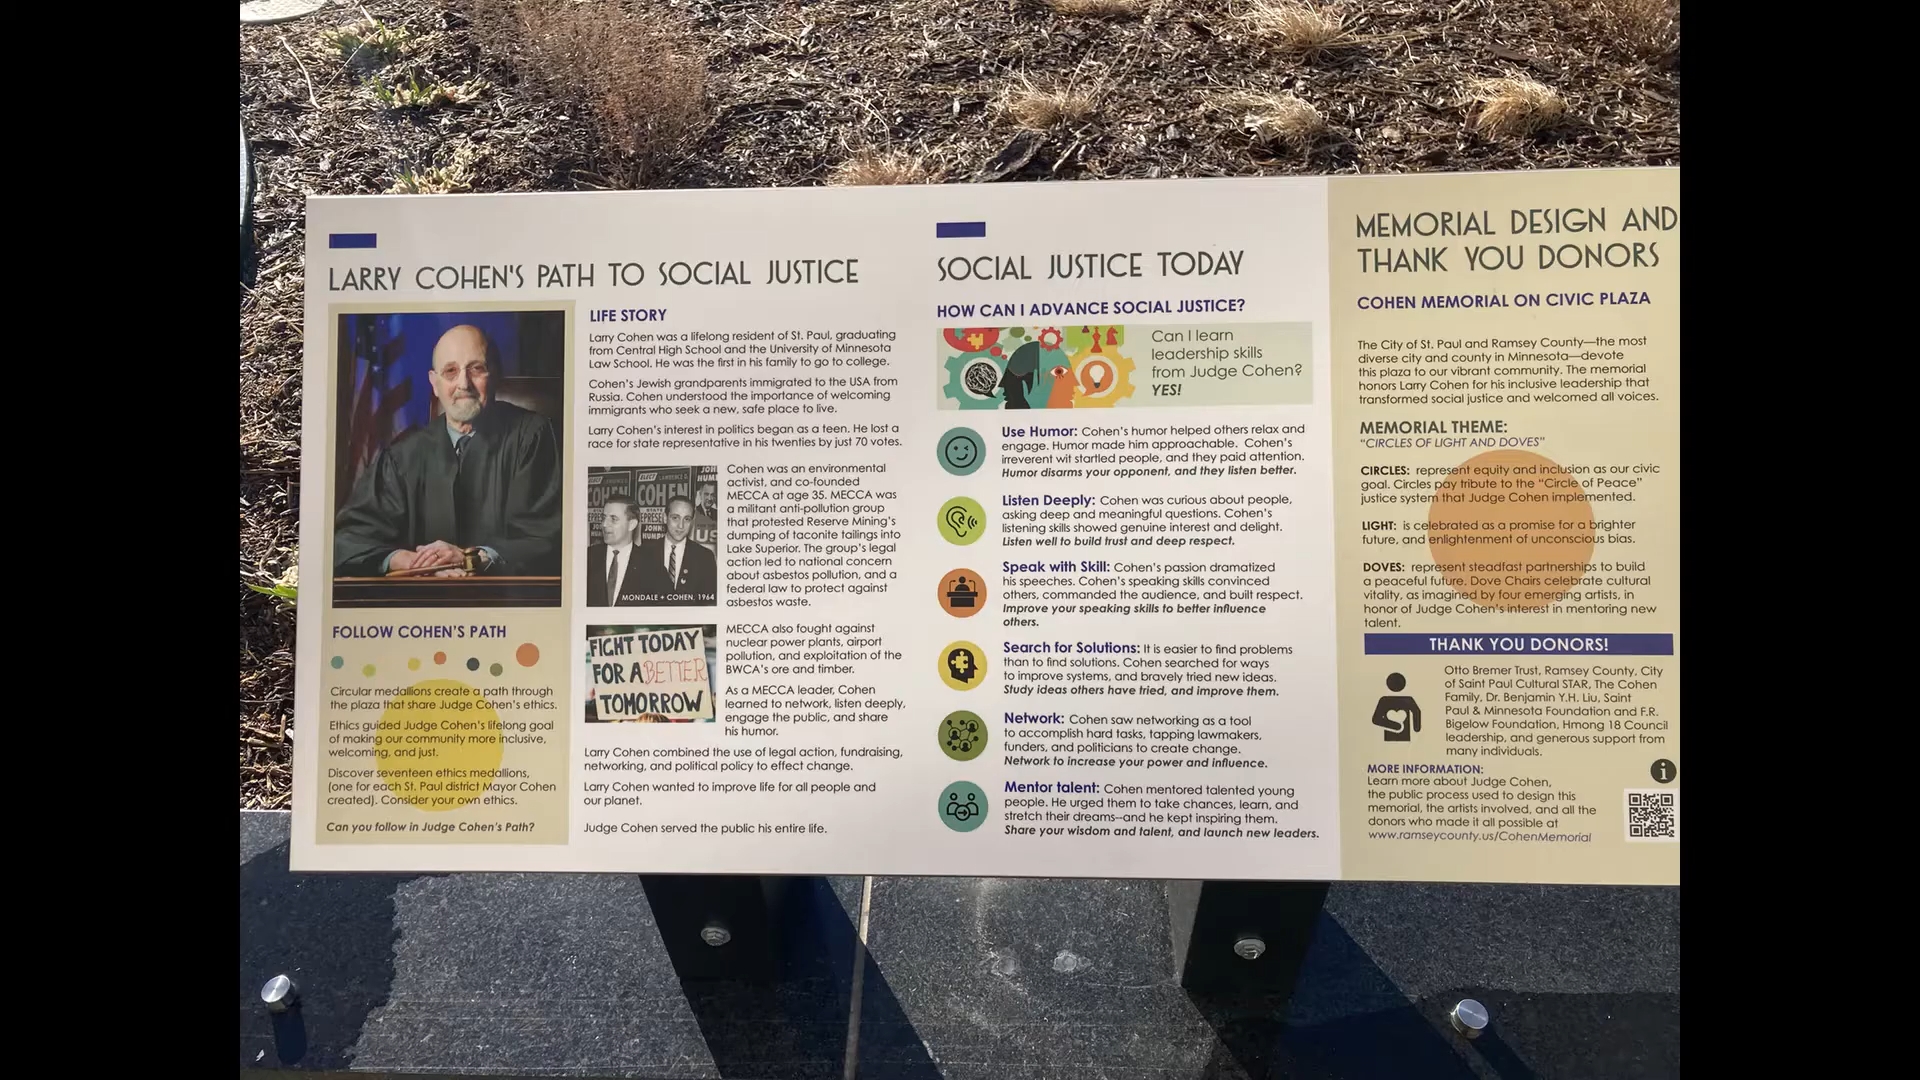 LARRY COHEN'S PATH TO SOCIAL JUSTICE
FOLLOW COHEN'S PATH
Circular medallions create a path through
the plaza that share Judge Cohen's ethics.
Ethics guided Judge Cohen's lifelong goal
of making our community more inclusive,
welcoming, and just.
Discover seventeen ethics medallions,
(one for each St. Paul district Mayor Cohen
created). Consider your own ethics.
Can you follow in Judge Cohen's Path?
LIFE STORY
Larry Cohen was a lifelong resident of St. Paul, graduating
from Central High School and the University of Minnesota
Law School. He was the first in his family to go to college.
Cohen's Jewish grandparents immigrated to the USA from
Russia. Cohen understood the importance of welcoming
immigrants who seek a new, safe place to live.
Larry Cohen's interest in politics began as a teen. He lost a
race for state representative in his twenties by just 70 votes.
ELECT
COHEN
COHEN
JOHN
HUM
MONDALE + COHEN, 1964
Cohen was an environmental
activist, and co-founded
MECCA at age 35. MECCA was
a militant anti-pollution group
that protested Reserve Mining's
dumping of taconite tailings into
Lake Superior. The group's legal
action led to national concern
about asbestos pollution, and a
federal law to protect against
asbestos waste.
FIGHT TODAY
FOR A BETTER
TOMORROW
MECCA also fought against
nuclear power plants, airport
pollution, and exploitation of the
BWCA's ore and timber.
As a MECCA leader, Cohen
learned to network, listen deeply,
engage the public, and share
his humor.
Larry Cohen combined the use of legal action, fundraising,
networking, and political policy to effect change.
Larry Cohen wanted to improve life for all people and
our planet.
Judge Cohen served the public his entire life.
SOCIAL JUSTICE TODAY
HOW CAN I ADVANCE SOCIAL JUSTICE?
Can I learn
leadership skills
from Judge Cohen?
YES!
Use Humor: Cohen's humor helped others relax and
engage. Humor made him approachable. Cohen's
irreverent wit startled people, and they paid attention.
Humor disarms your opponent, and they listen better.
Listen Deeply: Cohen was curious about people,
asking deep and meaningful questions. Cohen's
listening skills showed genuine interest and delight.
Listen well to build trust and deep respect.
Speak with Skill: Cohen's passion dramatized
his speeches. Cohen's speaking skills convinced
others, commanded the audience, and built respect.
Improve your speaking skills to better influence
others.
Search for Solutions: It is easier to find problems
than to find solutions. Cohen searched for ways
to improve systems, and bravely tried new ideas.
Study ideas others have tried, and improve them.
Network: Cohen saw networking as a tool
to accomplish hard tasks, tapping lawmakers,
funders, and politicians to create change.
Network to increase your power and influence.
Mentor talent: Cohen mentored talented young
people. He urged them to take chances, learn, and
stretch their dreams--and he kept inspiring them.
Share your wisdom and talent, and launch new leaders.
MEMORIAL DESIGN AND
THANK YOU DONORS
COHEN MEMORIAL ON CIVIC PLAZA
The City of St. Paul and Ramsey County—the most
diverse city and county in Minnesota—devote
this plaza to our vibrant community. The memorial
honors Larry Cohen for his inclusive leadership that
transformed social justice and welcomed all voices.
MEMORIAL THEME:
"CIRCLES OF LIGHT AND DOVES"
CIRCLES: represent equity and inclusion as our civic
goal. Circles pay tribute to the "Circle of Peace"
justice system that Judge Cohen implemented.
LIGHT: is celebrated as a promise for a brighter
future, and enlightenment of unconscious bias.
DOVES: represent steadfast partnerships to build
a peaceful future. Dove Chairs celebrate cultural
vitality, as imagined by four emerging artists, in
honor of Judge Cohen's interest in mentoring new
talent.
THANK YOU DONORS!
Otto Bremer Trust, Ramsey County, City
of Saint Paul Cultural STAR, The Cohen
Family, Dr. Benjamin Y.H. Liu, Saint
Paul & Minnesota Foundation and F.R.
Bigelow Foundation, Hmong 18 Council
leadership, and generous support from
many individuals.
MORE INFORMATION:
Learn more about Judge Cohen,
the public process used to design this
memorial, the artists involved, and all the
donors who made it all possible at
www.ramseycounty.us/CohenMemorial